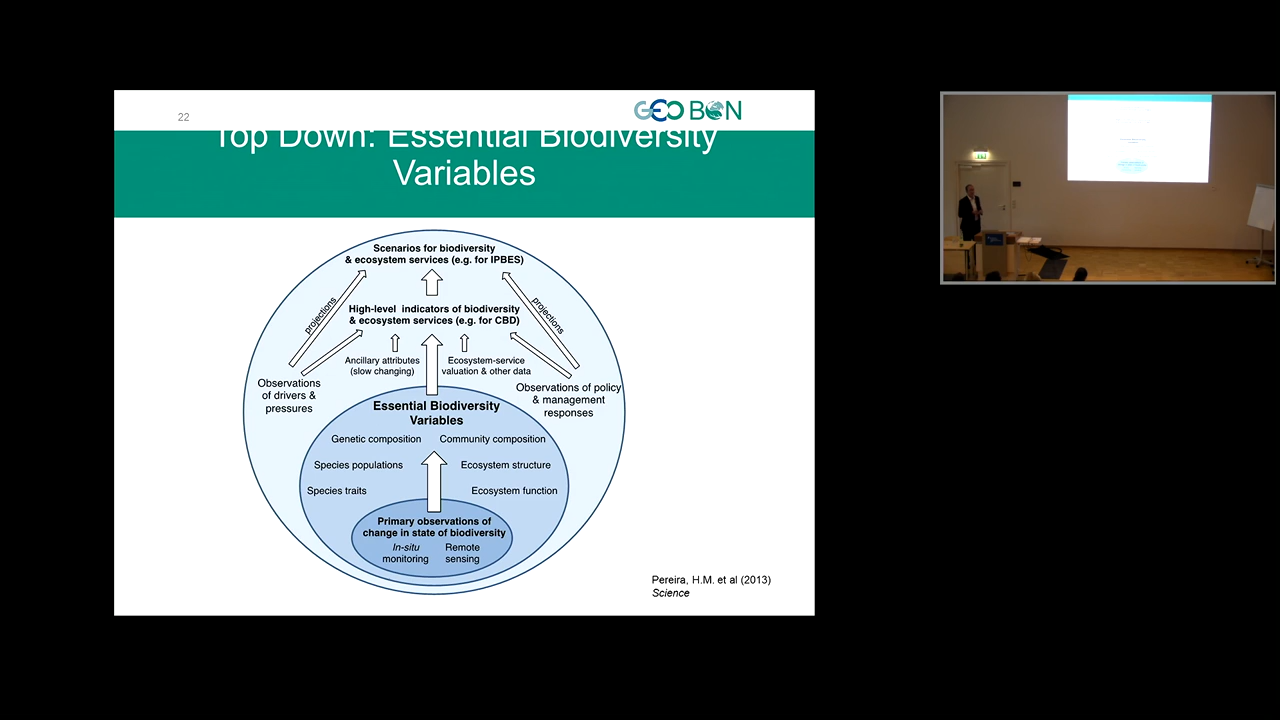 22
GEO BON
Top Down: Essential Biodiversity
Variables
Scenarios for biodiversity
& ecosystem services (e.g. for IPBES)
projections
projections
High-level indicators of biodiversity
& ecosystem services (e.g. for CBD)
Ancillary attributes
(slow changing)
Ecosystem-service
valuation & other data
Observations
of drivers &
pressures
Observations of policy
& management
responses
Essential Biodiversity
Variables
Genetic composition
Community composition
Species populations
Ecosystem structure
Species traits
Ecosystem function
Primary observations of
change in state of biodiversity
In-situ
monitoring
Remote
sensing
Pereira, H.M. et al (2013)
Science